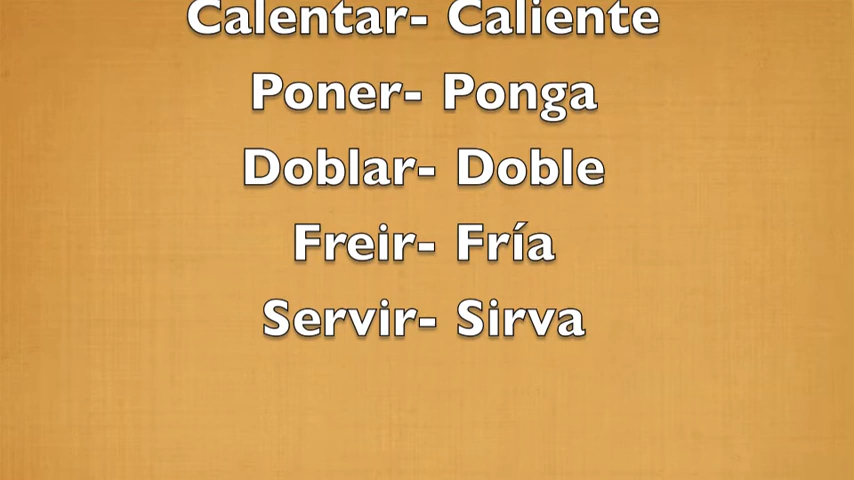 Calentar- Caliente
Poner- Ponga
Doblar- Doble
Freir- Fría
Servir- Sirva